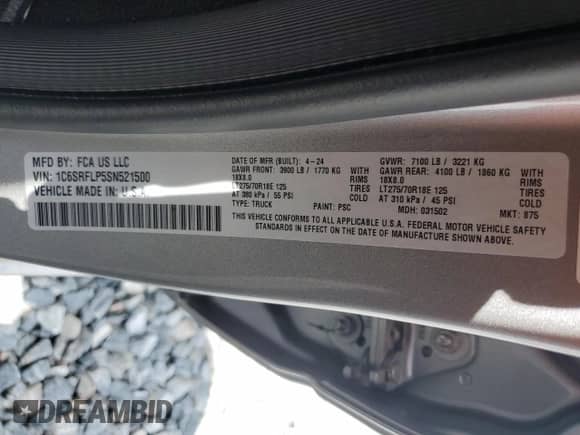 MFD BY: FCA US LLC
VIN: 1C6SRFLP5SN521500
VEHICLE MADE IN U.S.A.
DATE OF MFR (BUILT): 4-24
GAWR FRONT: 3900 LB / 1770 KG
18X8.0 RIMS
LT275/70R18E 125 TIRES
AT 380 kPa / 55 PSI COLD
TYPE: TRUCK
PAINT: PSC
GVWR: 7100 LB / 3221 KG
GAWR REAR: 4100 LB / 1860 KG
18X8.0 RIMS
LT275/70R18E 125 TIRES
AT 310 kPa / 45 PSI COLD
MDH: 031502
MKT: 875
THIS VEHICLE CONFORMS TO ALL APPLICABLE U.S.A. FEDERAL MOTOR VEHICLE SAFETY
STANDARDS IN EFFECT ON THE DATE OF MANUFACTURE SHOWN ABOVE.
DREAMBID